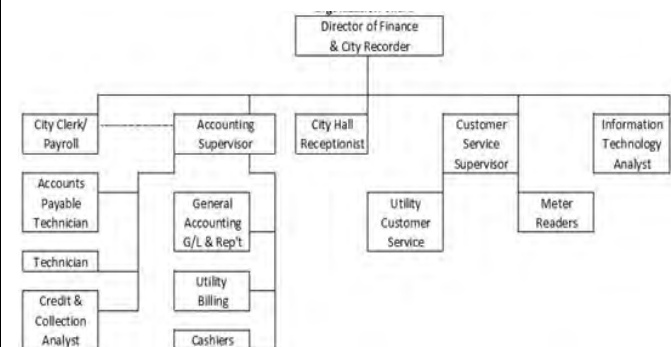 Director of Finance
& City Recorder
City Clerk/
Payroll
Accounting
Supervisor
City Hall
Receptionist
Customer
Service
Supervisor
Information
Technology
Analyst
Accounts
Payable
Technician
General
Accounting
G/L & Rep't
Utility
Customer
Service
Meter
Readers
Technician
Utility
Billing
Credit &
Collection
Analyst
Cashiers